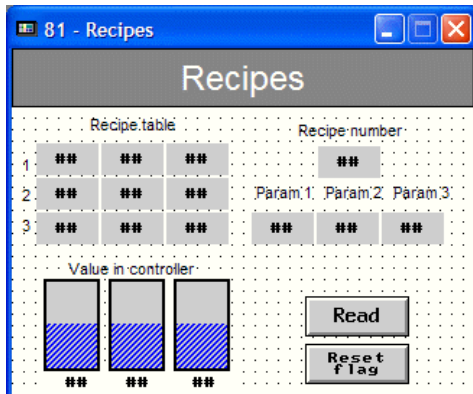 81 - Recipes
Recipes
Recipe table
Recipe number
1 ## ## ##
##
2 ## ## ##
Param 1 Param 2 Param 3
3 ## ## ##
## ## ##
Value in controller
Read
Reset
flag
## ## ##